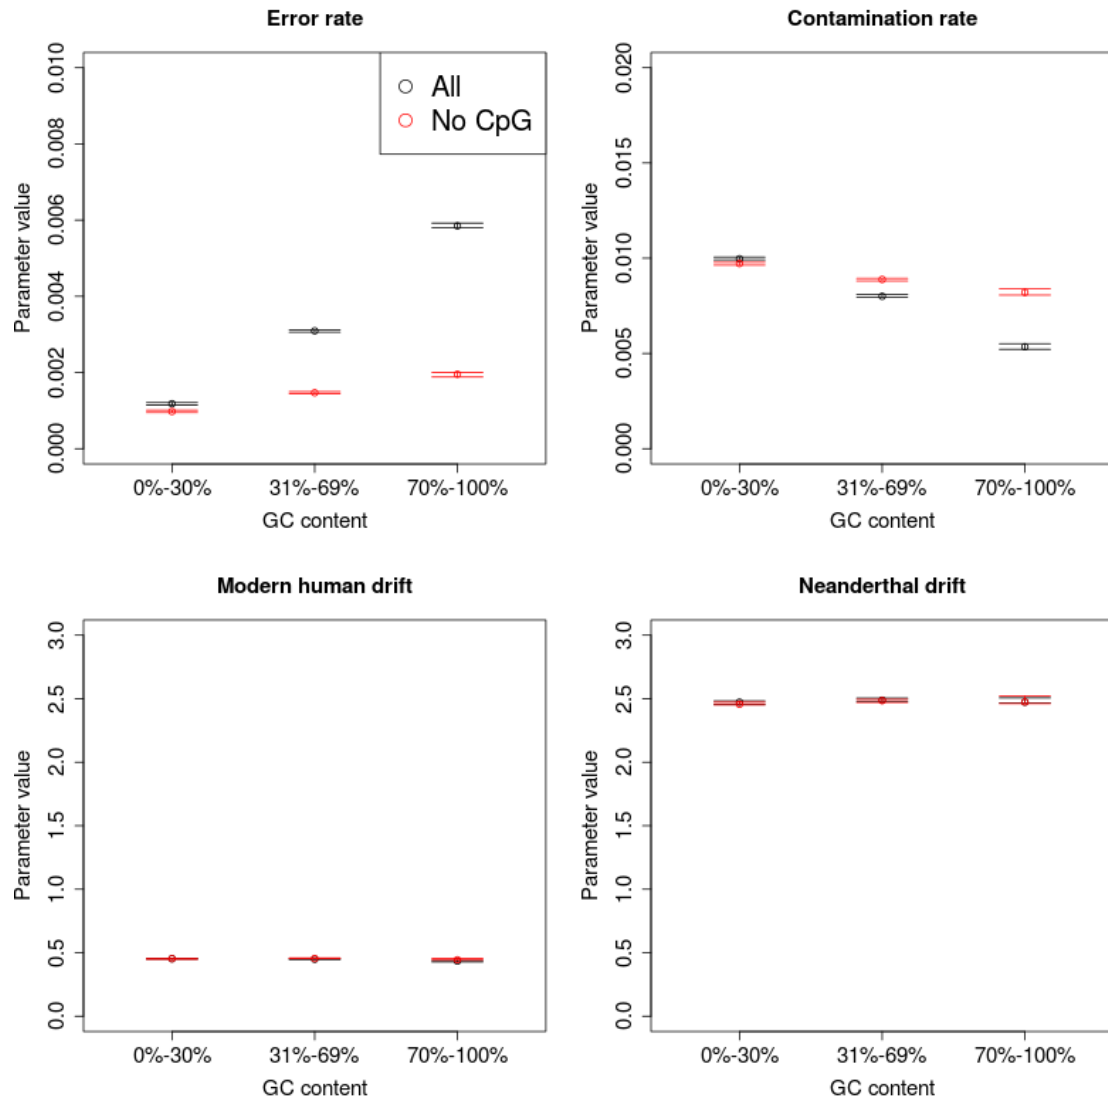 Error rate
Parameter value
0.000 0.002 0.004 0.006 0.008 0.010
All
No CpG
0%-30% 31%-69% 70%-100%
GC content
Contamination rate
Parameter value
0.000 0.005 0.010 0.015 0.020
0%-30% 31%-69% 70%-100%
GC content
Modern human drift
Parameter value
0.0 0.5 1.0 1.5 2.0 2.5 3.0
0%-30% 31%-69% 70%-100%
GC content
Neanderthal drift
Parameter value
0.0 0.5 1.0 1.5 2.0 2.5 3.0
0%-30% 31%-69% 70%-100%
GC content